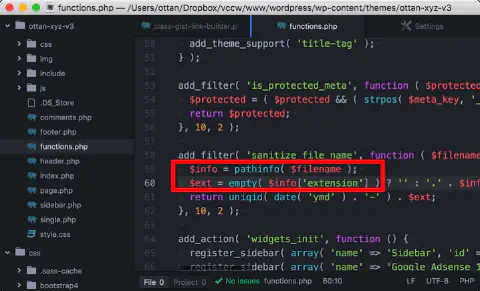 functions.php — /Users/ottan/Dropbox/vccw/www/wordpress/wp-content/themes/ottan-xyz-v3
ottan-xyz-v3
css
img
include
js
.DS_Store
comments.php
footer.php
functions.php
header.php
index.php
page.php
sidebar.php
single.php
style.css
css
.sass-cache
bootstrap4
class-gist-link-builder.php
functions.php
Settings
50 add_theme_support( 'title-tag' );
51 } );
52
53 add_filter( 'is_protected_meta', function ( $protected
54 $protected = ( $protected && ( strpos( $meta_key, '_
55 return $protected;
56 }, 10, 2 );
57
58 add_filter( 'sanitize_file_name', function ( $filename
59 $info = pathinfo( $filename );
60 $ext = empty( $info['extension'] ) ? '' : '.' . $inf
61 return uniqid( date( 'ymd' ) . '-' ) . $ext;
62 }, 10, 2 );
63
64 add_action( 'widgets_init', function () {
65 register_sidebar( array( 'name' => 'Sidebar', 'id' =
66 register_sidebar( array( 'name' => 'Google Adsense 1
File 0 Project 0 No Issues functions.php 60:10 LF UTF-8 PHP